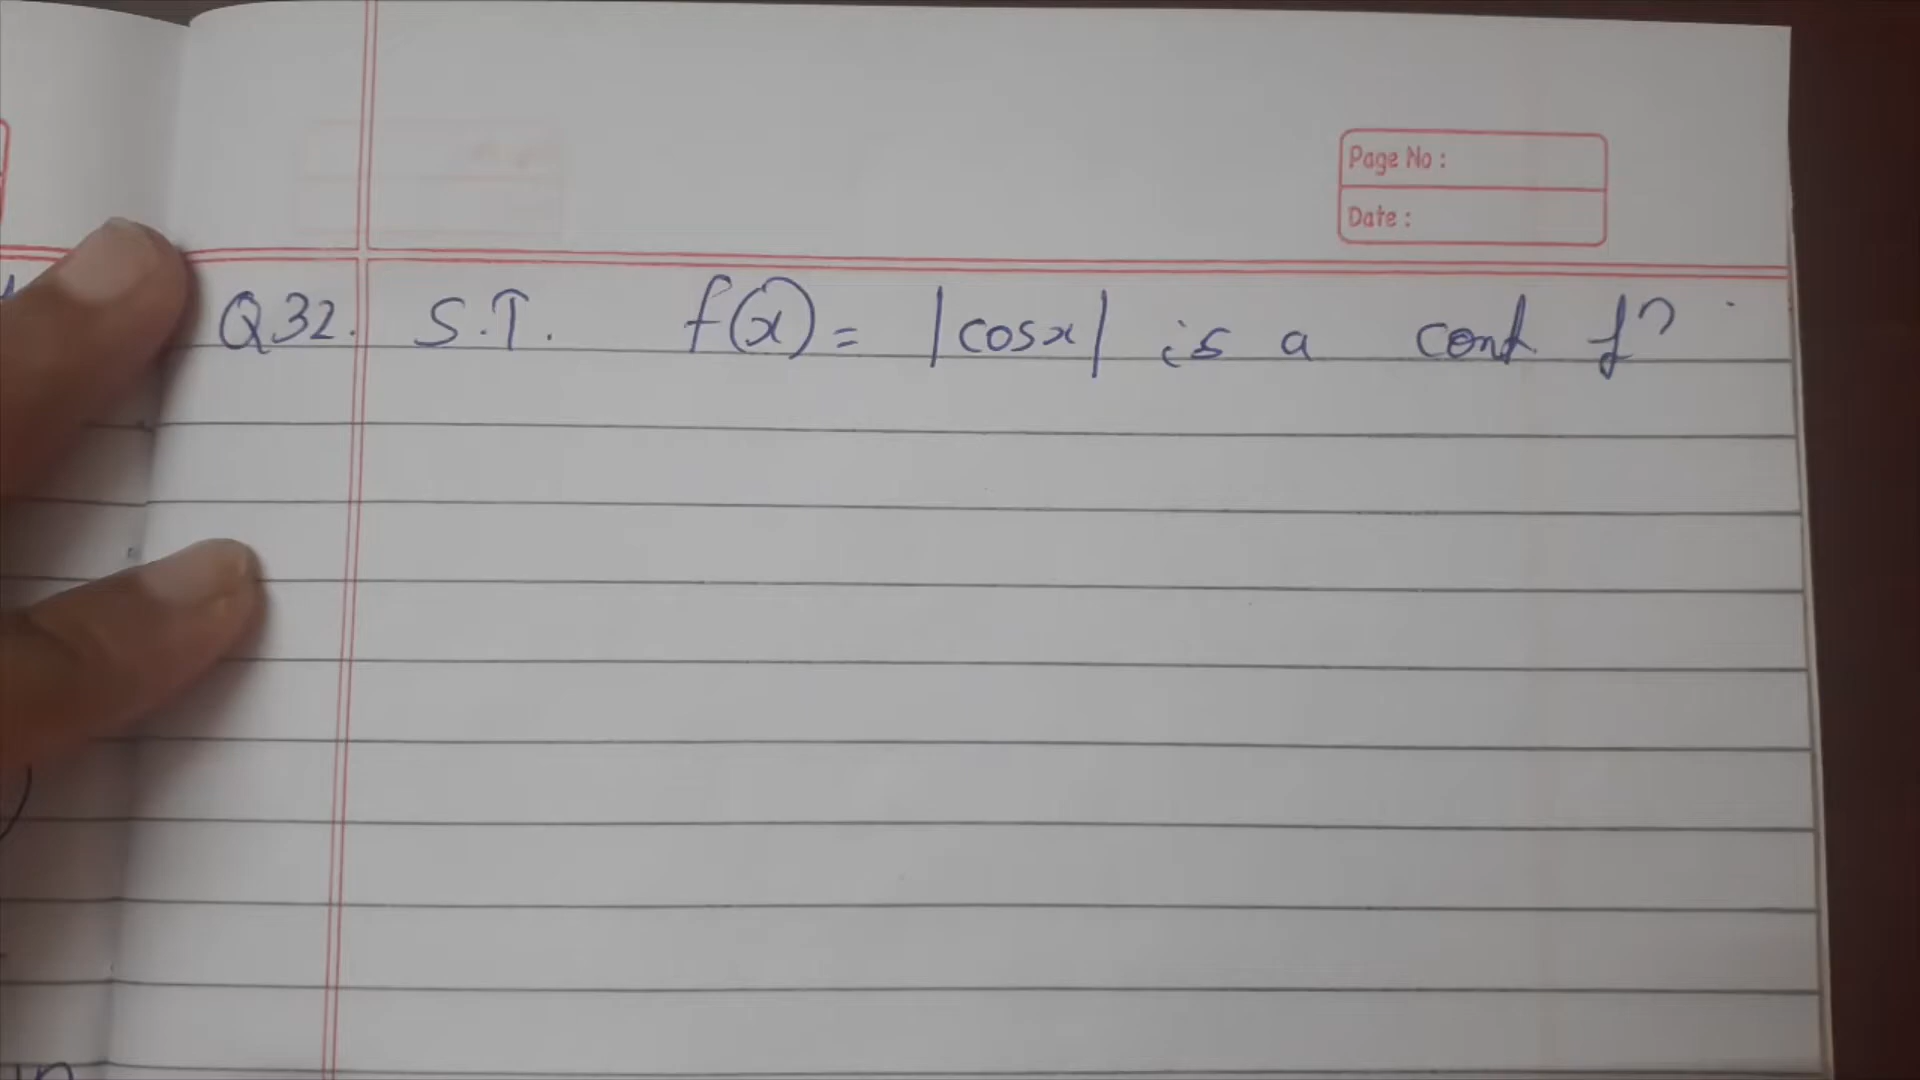 Page No :
Date :
Q32. S.T. f(x) = |cosx| is a cont fⁿ.